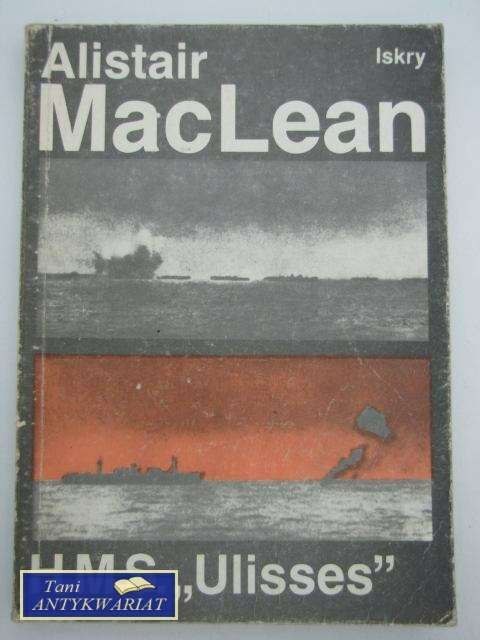 Alistair
Iskry
MacLean
H.M.S. „Ulisses”
Tani
ANTYKWARIAT